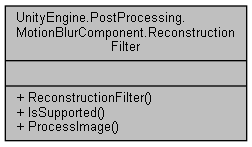 UnityEngine.PostProcessing.
MotionBlurComponent.Reconstruction
Filter
+ ReconstructionFilter()
+ IsSupported()
+ ProcessImage()